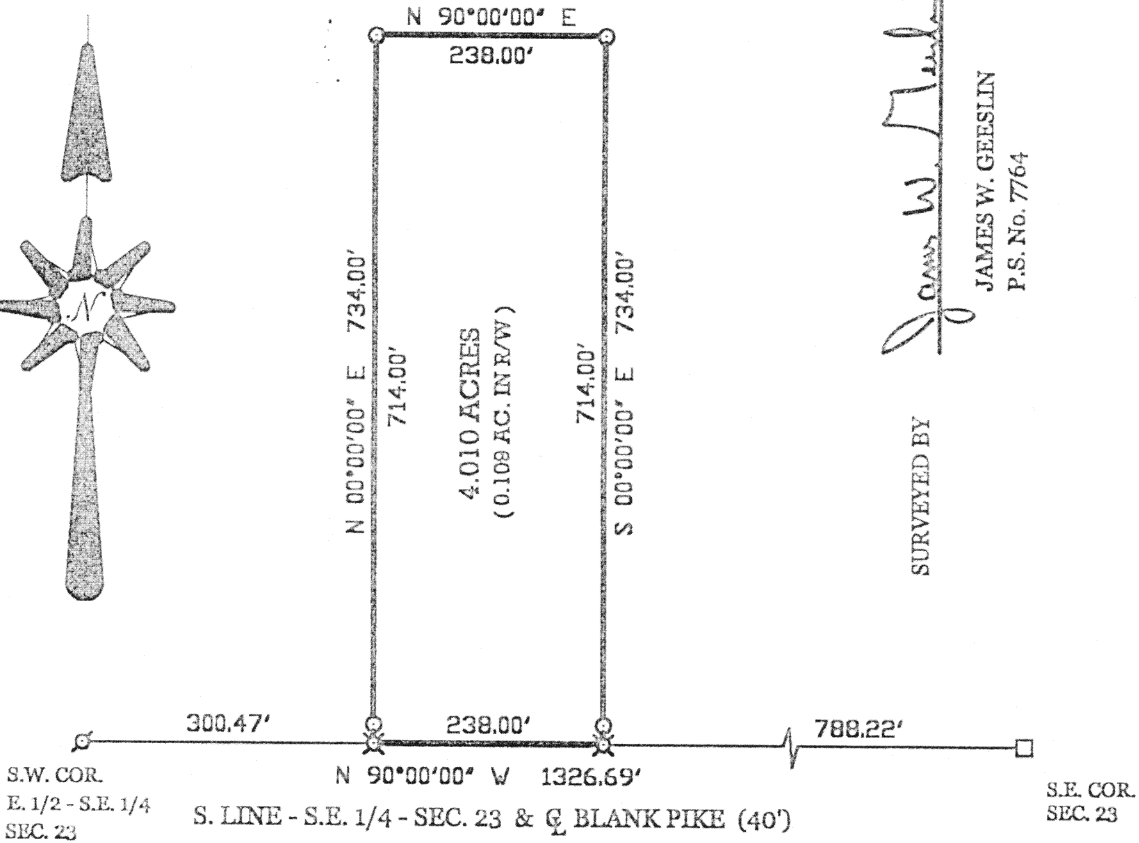 N 90°00'00" E
238.00'
N
N 00°00'00" E 734.00'
714.00'
4.010 ACRES
(0.109 AC. IN R/W)
714.00'
S 00°00'00" E 734.00'
James W.
JAMES W. GEESLIN
P.S. No. 7764
SURVEYED BY
300.47'
238.00'
788.22'
N 90°00'00" W 1326.69'
S.W. COR.
E. 1/2 - S.E. 1/4
SEC. 23
S. LINE - S.E. 1/4 - SEC. 23 & ℄ BLANK PIKE (40')
S.E. COR.
SEC. 23